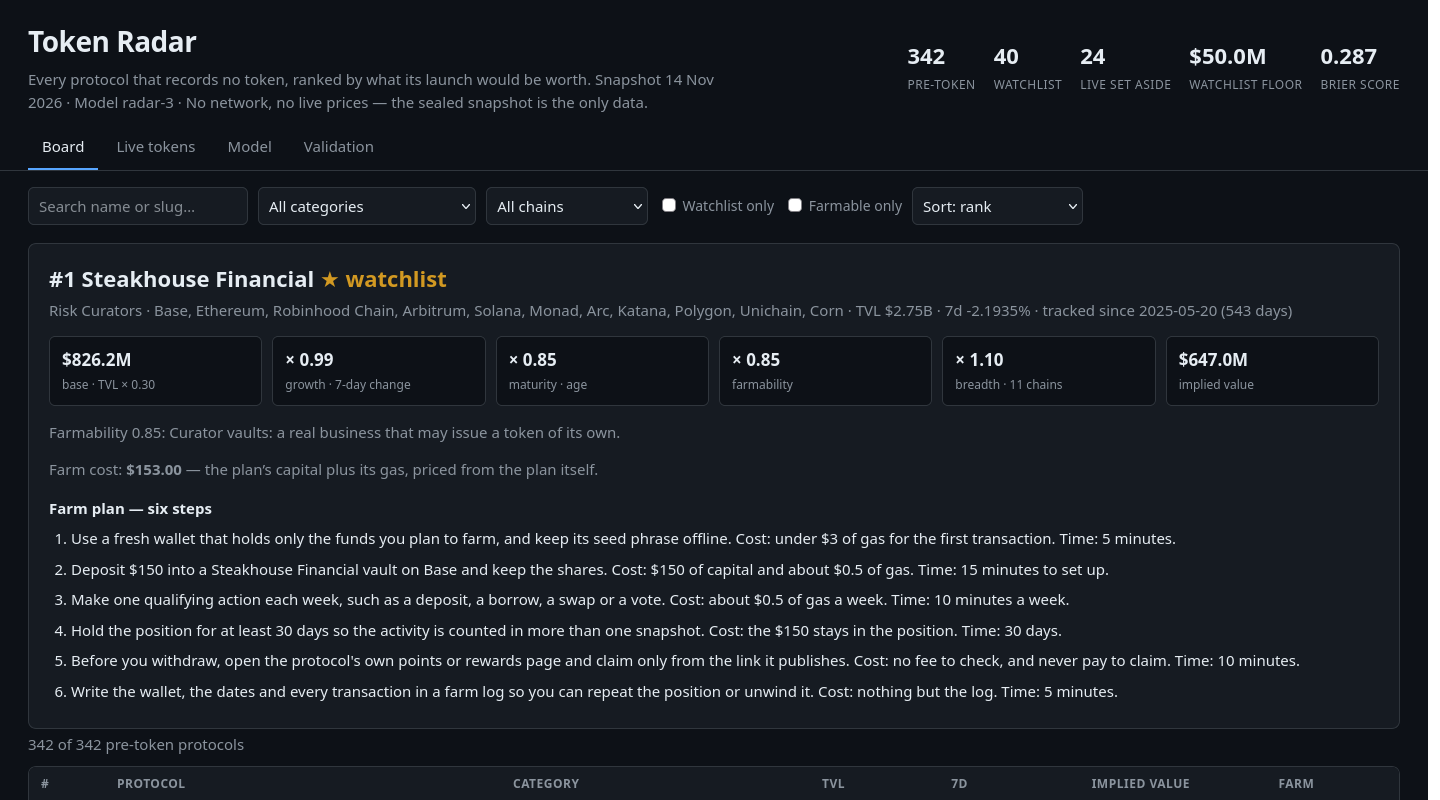 Token Radar
Every protocol that records no token, ranked by what its launch would be worth. Snapshot 14 Nov
2026 · Model radar-3 · No network, no live prices — the sealed snapshot is the only data.
342 40 24 $50.0M 0.287
PRE-TOKEN WATCHLIST LIVE SET ASIDE WATCHLIST FLOOR BRIER SCORE
Board Live tokens Model Validation
Search name or slug... All categories All chains Watchlist only Farmable only Sort: rank
#1 Steakhouse Financial ★ watchlist
Risk Curators · Base, Ethereum, Robinhood Chain, Arbitrum, Solana, Monad, Arc, Katana, Polygon, Unichain, Corn · TVL $2.75B · 7d -2.1935% · tracked since 2025-05-20 (543 days)
$826.2M × 0.99 × 0.85 × 0.85 × 1.10 $647.0M
base · TVL × 0.30 growth · 7-day change maturity · age farmability breadth · 11 chains implied value
Farmability 0.85: Curator vaults: a real business that may issue a token of its own.
Farm cost: $153.00 — the plan’s capital plus its gas, priced from the plan itself.
Farm plan — six steps
1. Use a fresh wallet that holds only the funds you plan to farm, and keep its seed phrase offline. Cost: under $3 of gas for the first transaction. Time: 5 minutes.
2. Deposit $150 into a Steakhouse Financial vault on Base and keep the shares. Cost: $150 of capital and about $0.5 of gas. Time: 15 minutes to set up.
3. Make one qualifying action each week, such as a deposit, a borrow, a swap or a vote. Cost: about $0.5 of gas a week. Time: 10 minutes a week.
4. Hold the position for at least 30 days so the activity is counted in more than one snapshot. Cost: the $150 stays in the position. Time: 30 days.
5. Before you withdraw, open the protocol's own points or rewards page and claim only from the link it publishes. Cost: no fee to check, and never pay to claim. Time: 10 minutes.
6. Write the wallet, the dates and every transaction in a farm log so you can repeat the position or unwind it. Cost: nothing but the log. Time: 5 minutes.
342 of 342 pre-token protocols
# PROTOCOL CATEGORY TVL 7D IMPLIED VALUE FARM